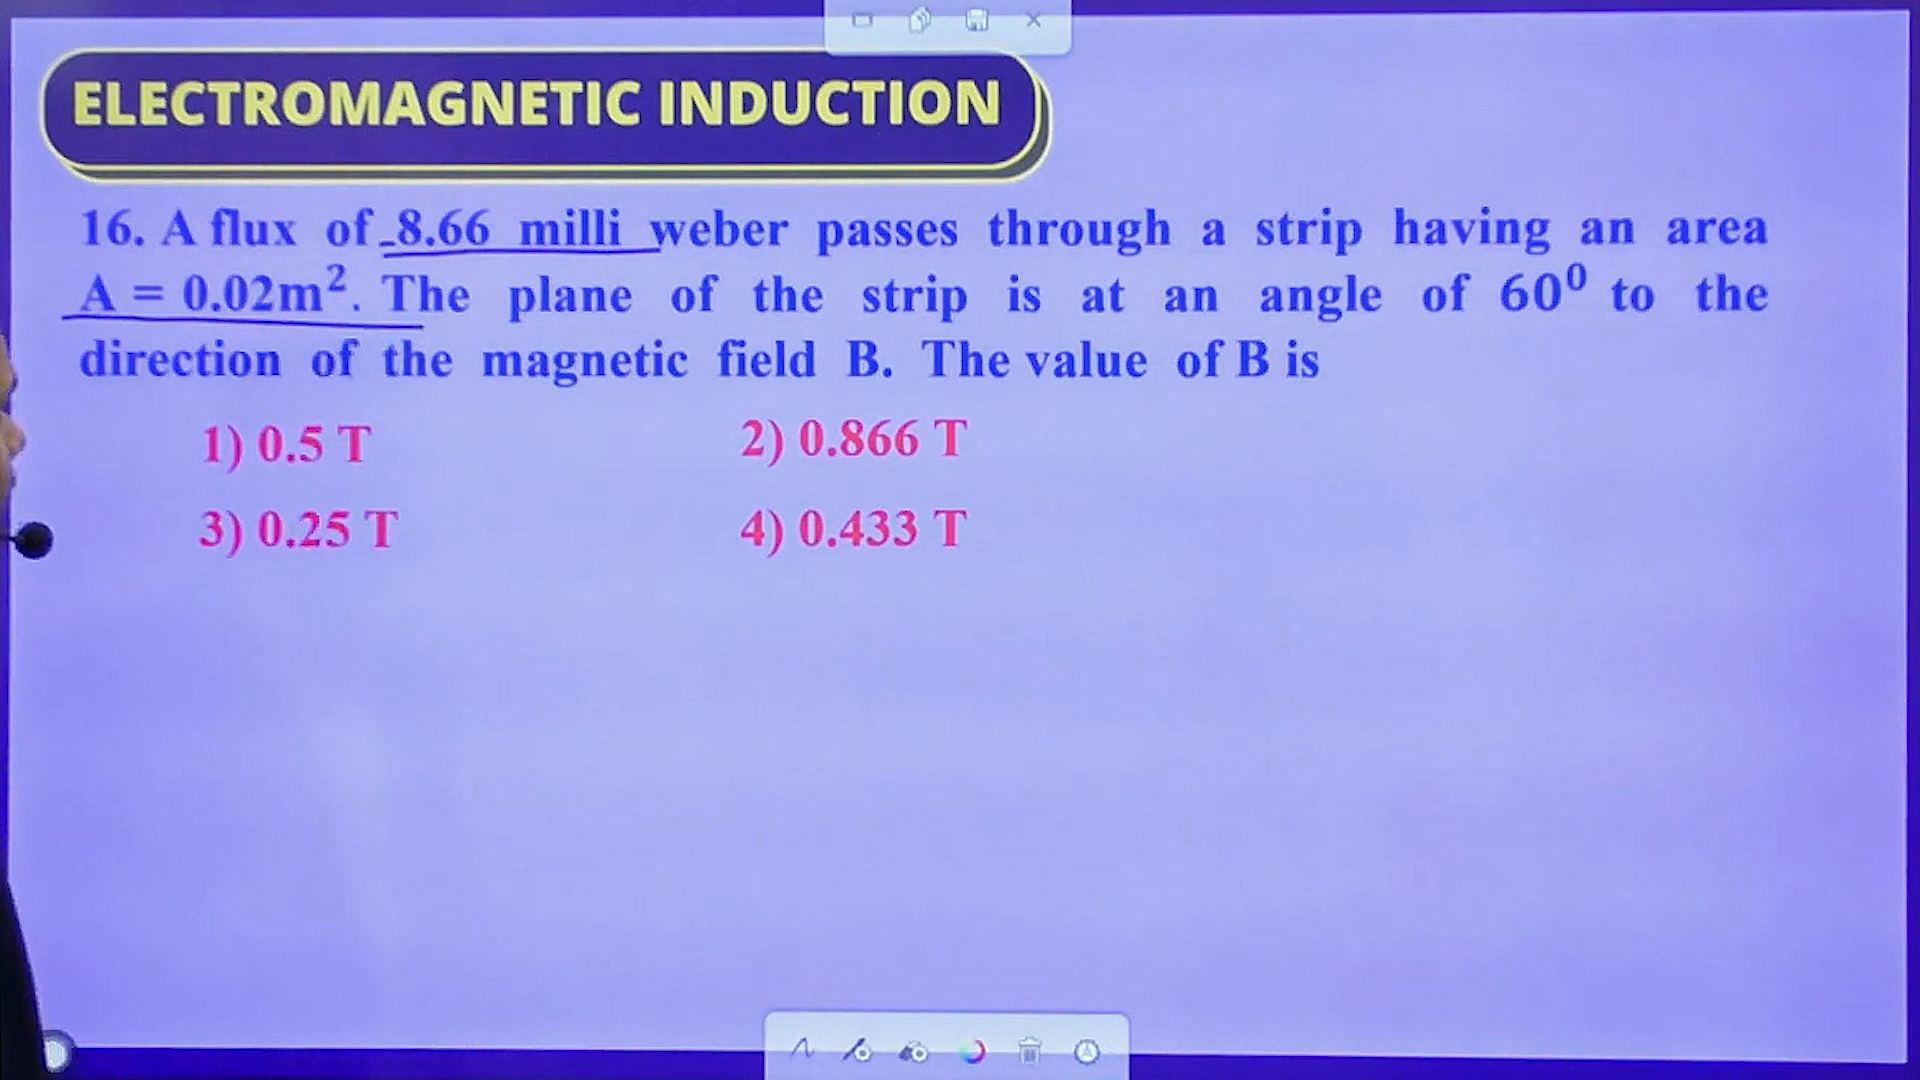 ELECTROMAGNETIC INDUCTION
16. A flux of 8.66 milli weber passes through a strip having an area
A = 0.02m². The plane of the strip is at an angle of 60⁰ to the
direction of the magnetic field B. The value of B is
1) 0.5 T 2) 0.866 T
3) 0.25 T 4) 0.433 T